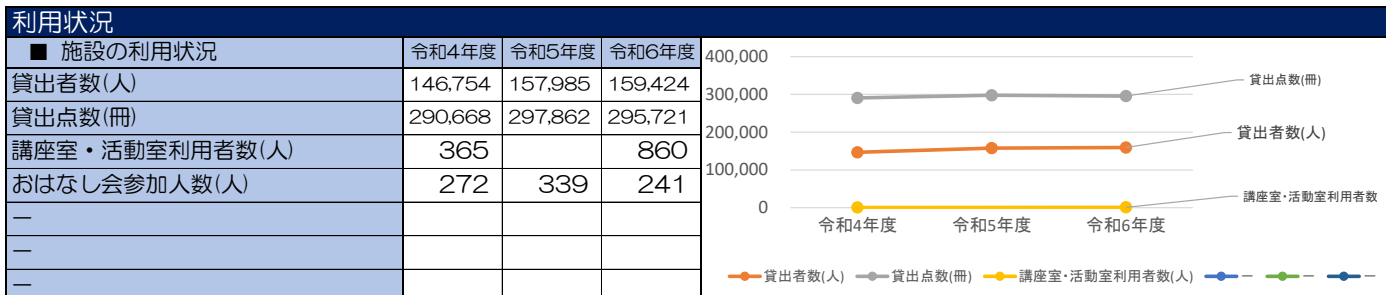 利用状況
■ 施設の利用状況 令和4年度 令和5年度 令和6年度
貸出者数(人) 146,754 157,985 159,424
貸出点数(冊) 290,668 297,862 295,721
講座室・活動室利用者数(人) 365 860
おはなし会参加人数(人) 272 339 241
－
－
－
400,000
300,000
200,000
100,000
0
令和4年度 令和5年度 令和6年度
貸出点数(冊)
貸出者数(人)
講座室・活動室利用者数
貸出者数(人) 貸出点数(冊) 講座室・活動室利用者数(人) － － －